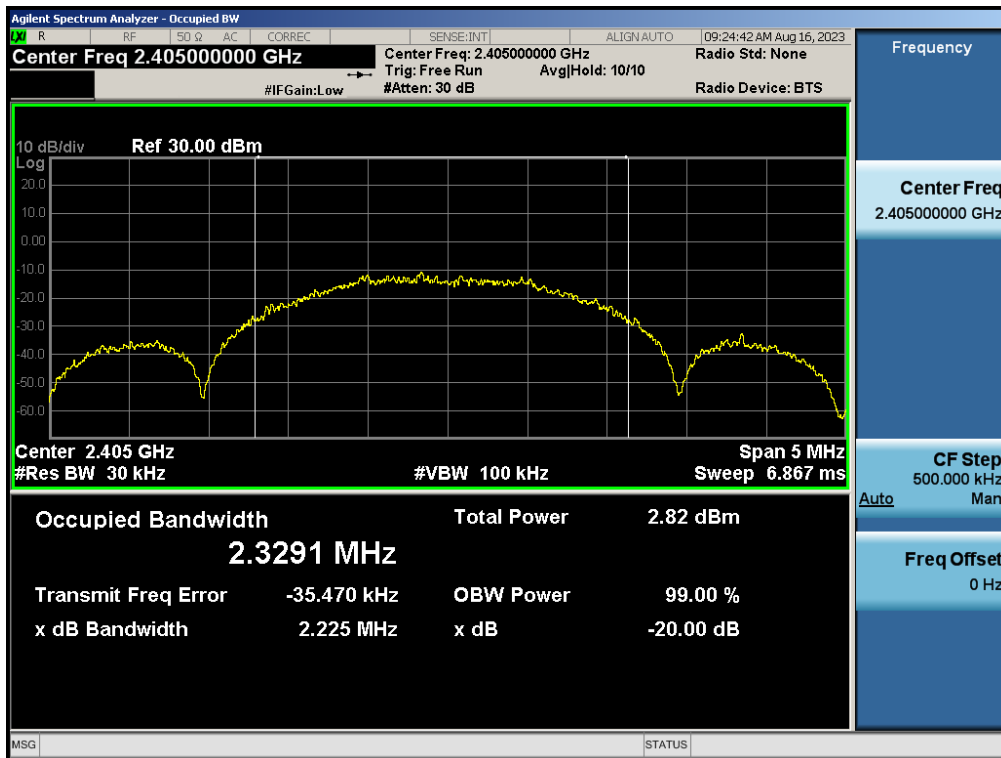 Agilent Spectrum Analyzer - Occupied BW
LXI R RF 50 Ω AC CORREC SENSE:INT ALIGN AUTO 09:24:42 AM Aug 16, 2023
Center Freq 2.405000000 GHz
Center Freq: 2.405000000 GHz
Radio Std: None
Trig: Free Run Avg|Hold: 10/10
#IFGain:Low
#Atten: 30 dB
Radio Device: BTS
10 dB/div Ref 30.00 dBm
Log
20.0
10.0
0.00
-10.0
-20.0
-30.0
-40.0
-50.0
-60.0
Center 2.405 GHz Span 5 MHz
#Res BW 30 kHz #VBW 100 kHz Sweep 6.867 ms
Occupied Bandwidth Total Power 2.82 dBm
2.3291 MHz
Transmit Freq Error -35.470 kHz OBW Power 99.00 %
x dB Bandwidth 2.225 MHz x dB -20.00 dB
MSG STATUS
Frequency
Center Freq
2.405000000 GHz
CF Step
500.000 kHz
Auto Man
Freq Offset
0 Hz